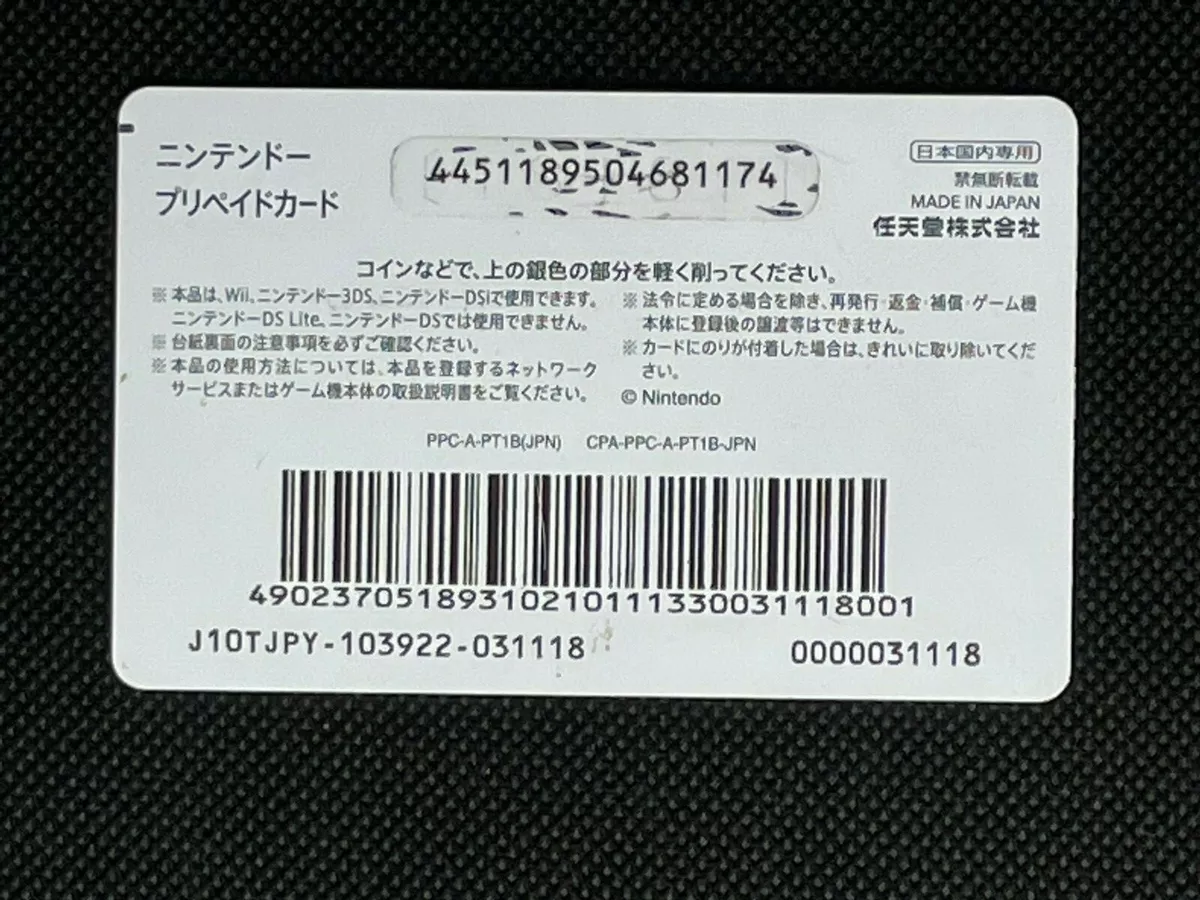 ニンテンドー
プリペイドカード
4451189504681174
日本国内専用
禁無断転載
MADE IN JAPAN
任天堂株式会社
コインなどで、上の銀色の部分を軽く削ってください。
※本品は、Wii、ニンテンドー3DS、ニンテンドーDSiで使用できます。
ニンテンドーDS Lite、ニンテンドーDSでは使用できません。
※台紙裏面の注意事項を必ずご確認ください。
※本品の使用方法については、本品を登録するネットワーク
サービスまたはゲーム機本体の取扱説明書をご覧ください。
※法令に定める場合を除き、再発行・返金・補償・ゲーム機
本体に登録後の譲渡等はできません。
※カードにのりが付着した場合は、きれいに取り除いてくだ
さい。
© Nintendo
PPC-A-PT1B(JPN) CPA-PPC-A-PT1B-JPN
49023705189310210111330031118001
J10TJPY-103922-031118
0000031118